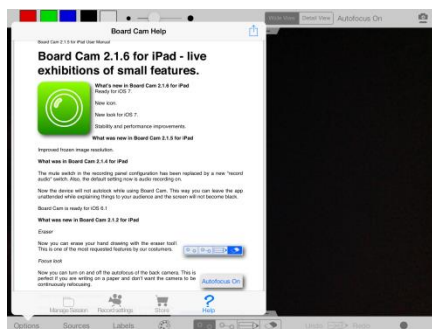 Wide View Detail View Autofocus On
Board Cam Help
Board Cam 2.1.6 for iPad User Manual
Board Cam 2.1.6 for iPad - live
exhibitions of small features.
What's new in Board Cam 2.1.6 for iPad
Ready for iOS 7.
New icon.
New look for iOS 7.
Stability and performance improvements.
What was new in Board Cam 2.1.5 for iPad
Improved frozen image resolution.
What was in Board Cam 2.1.4 for iPad
The mute switch in the recording panel configuration has been replaced by a new "record
audio" switch. Also, the default setting now is audio recording on.
Now the device will not autolock while using Board Cam. This way you can leave the app
unattended while explaining things to your audience and the screen will not become black.
Board Cam is ready for iOS 6.1
What was new in Board Cam 2.1.2 for iPad
Eraser
Now you can erase your hand drawing with the eraser tool!
This is one of the most requested features by our costumers.
Focus lock
Now you can turn on and off the autofocus of the back camera. This is
perfect if you are writing on a paper and don't want the camera to be
continuously refocusing.
Autofocus On
Manage Session Record settings Store Help
Options Sources Labels Undo Redo